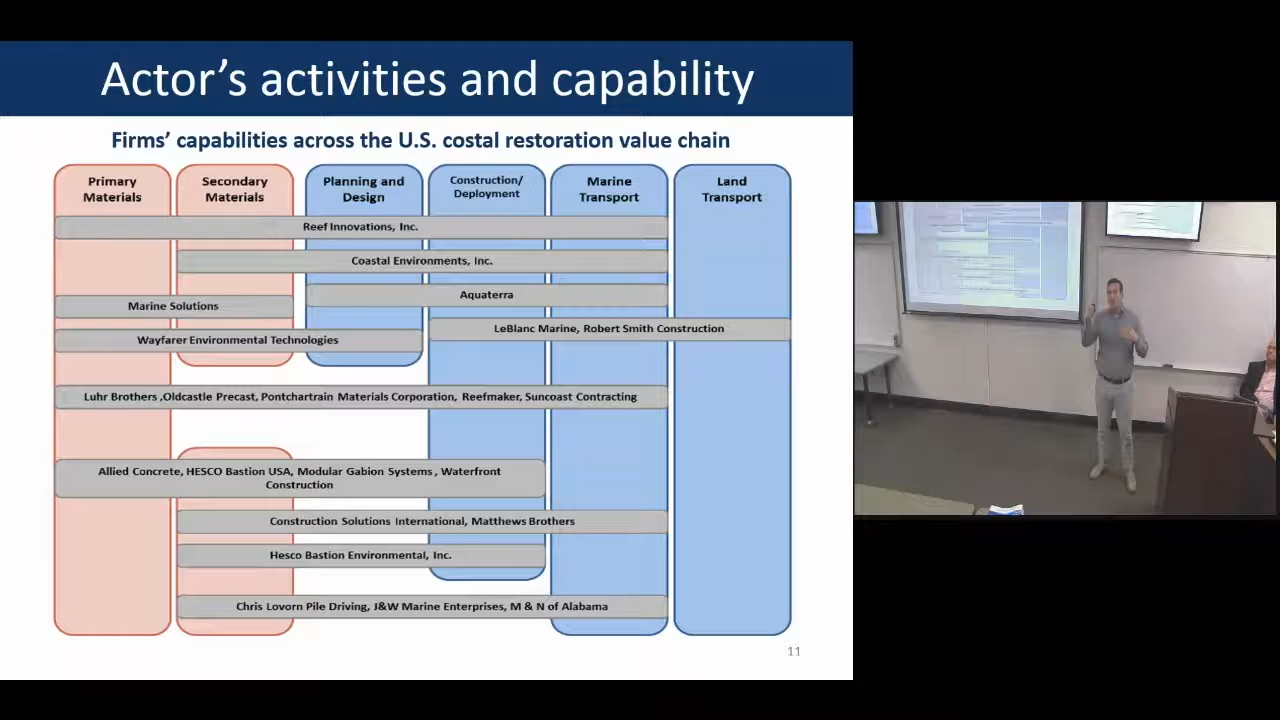 Actor's activities and capability
Firms' capabilities across the U.S. costal restoration value chain
Primary
Materials
Secondary
Materials
Planning and
Design
Construction/
Deployment
Marine
Transport
Land
Transport
Reef Innovations, Inc.
Coastal Environments, Inc.
Aquaterra
Marine Solutions
LeBlanc Marine, Robert Smith Construction
Wayfarer Environmental Technologies
Luhr Brothers ,Oldcastle Precast, Pontchartrain Materials Corporation, Reefmaker, Suncoast Contracting
Allied Concrete, HESCO Bastion USA, Modular Gabion Systems , Waterfront
Construction
Construction Solutions International, Matthews Brothers
Hesco Bastion Environmental, Inc.
Chris Lovorn Pile Driving, J&W Marine Enterprises, M & N of Alabama
11